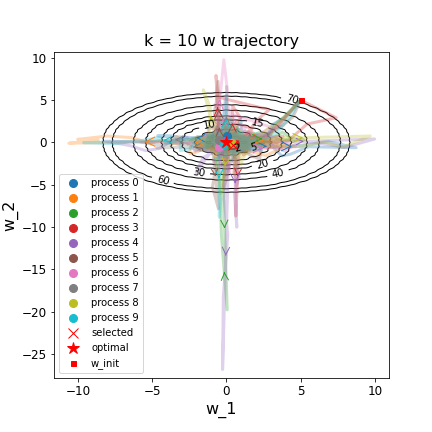 k = 10 w trajectory
10
5
0
−5
−10
−15
−20
−25
w_2
70
10
15
2
5
20
30
40
60
process 0
process 1
process 2
process 3
process 4
process 5
process 6
process 7
process 8
process 9
selected
optimal
w_init
−10
−5
0
5
10
w_1